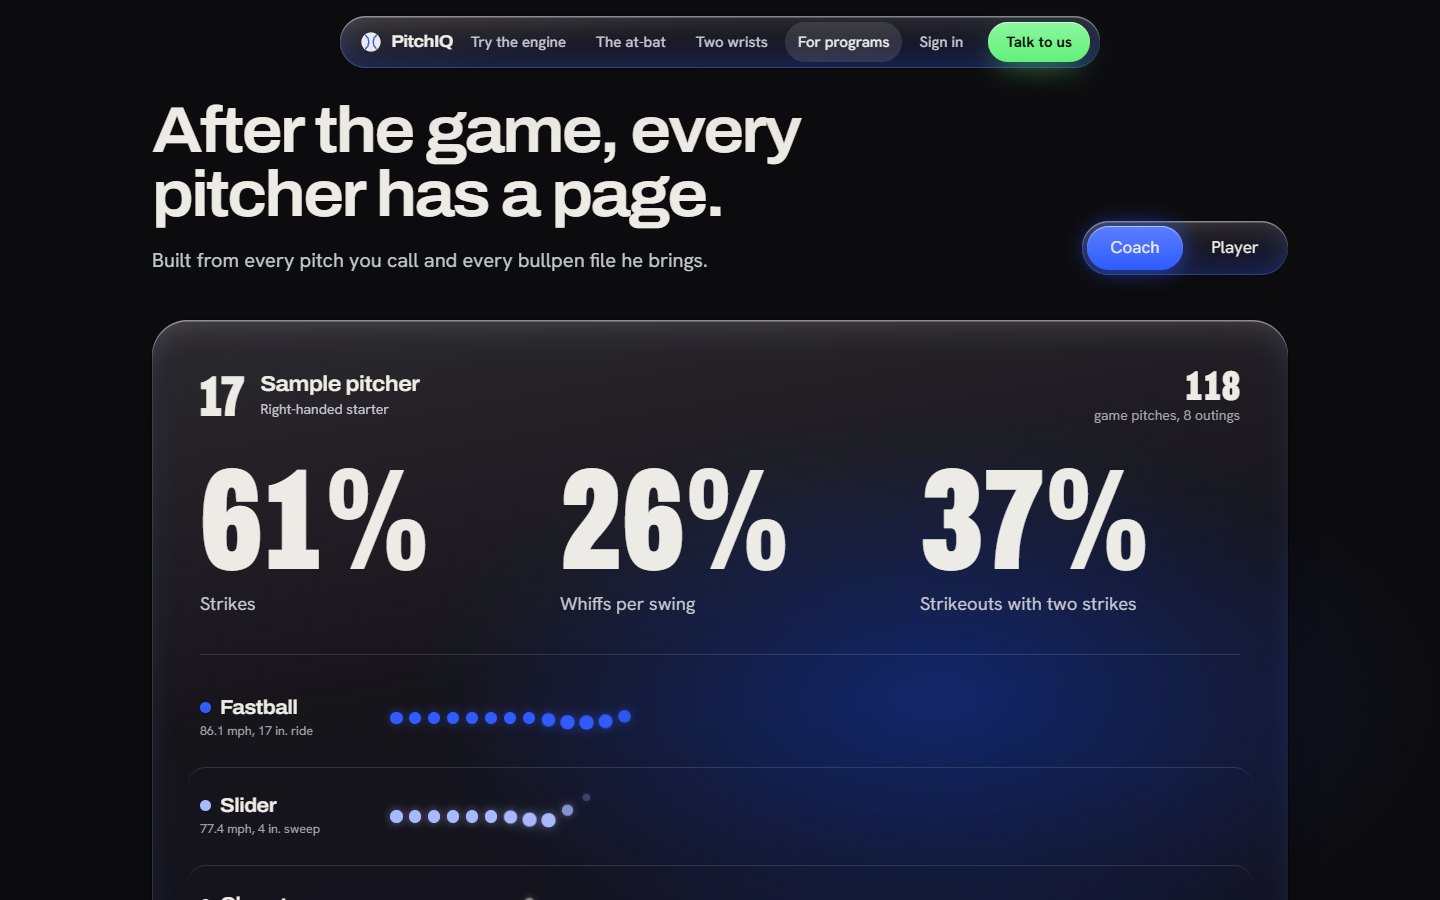 PitchIQ Try the engine The at-bat Two wrists For programs Sign in Talk to us
After the game, every
pitcher has a page.
Built from every pitch you call and every bullpen file he brings.
Coach Player
17 Sample pitcher
Right-handed starter
118
game pitches, 8 outings
61% 26% 37%
Strikes Whiffs per swing Strikeouts with two strikes
Fastball
86.1 mph, 17 in. ride
Slider
77.4 mph, 4 in. sweep